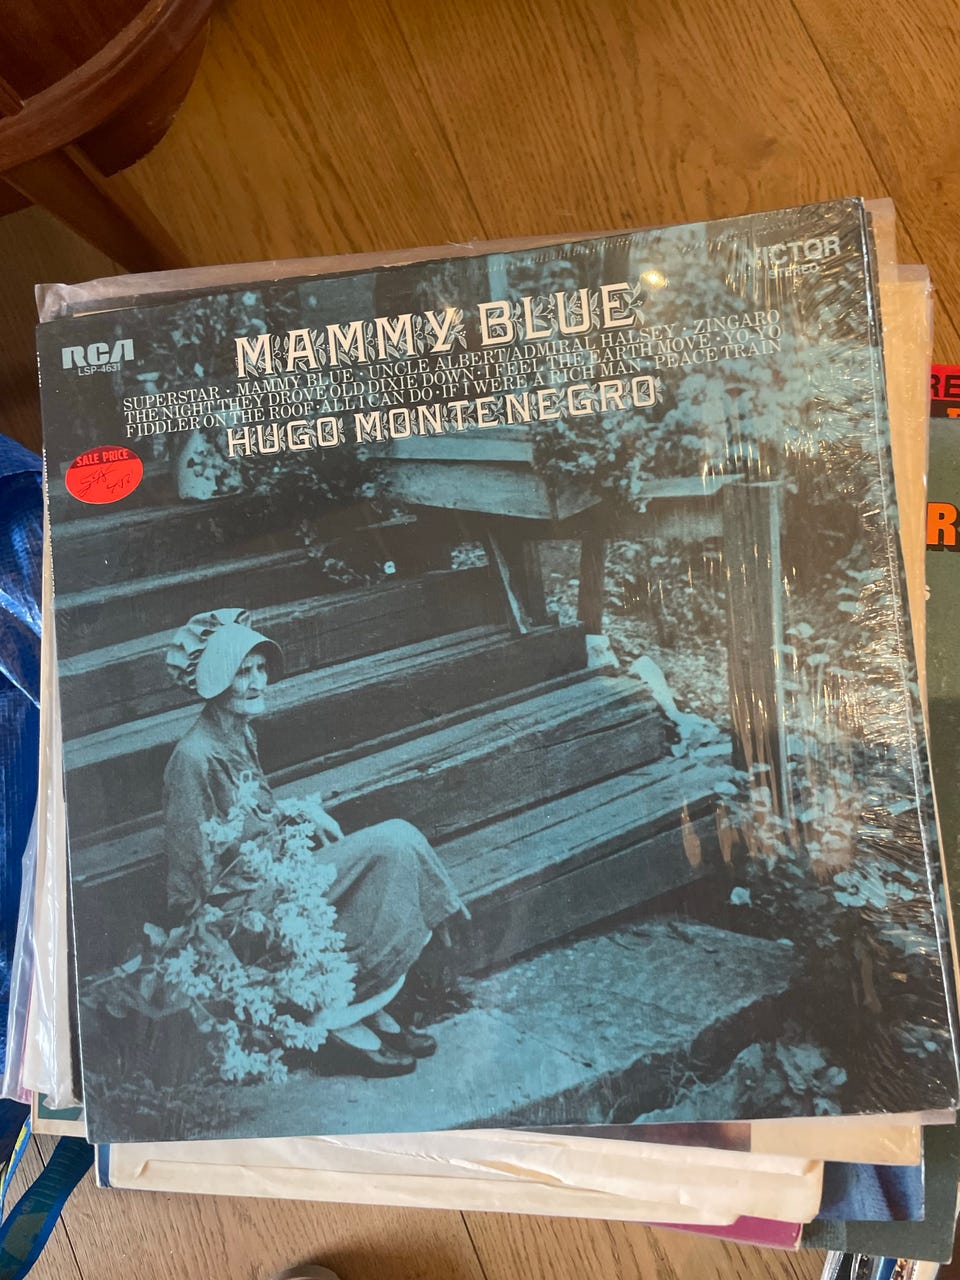 VICTOR
STEREO
RCA
LSP-4631
MAMMY BLUE
SUPERSTAR · MAMMY BLUE · UNCLE ALBERT/ADMIRAL HALSEY · ZINGARO
THE NIGHT THEY DROVE OLD DIXIE DOWN · I FEEL THE EARTH MOVE · YO-YO
FIDDLER ON THE ROOF · ALL I CAN DO · IF I WERE A RICH MAN · PEACE TRAIN
HUGO MONTENEGRO
SALE PRICE
RE
R